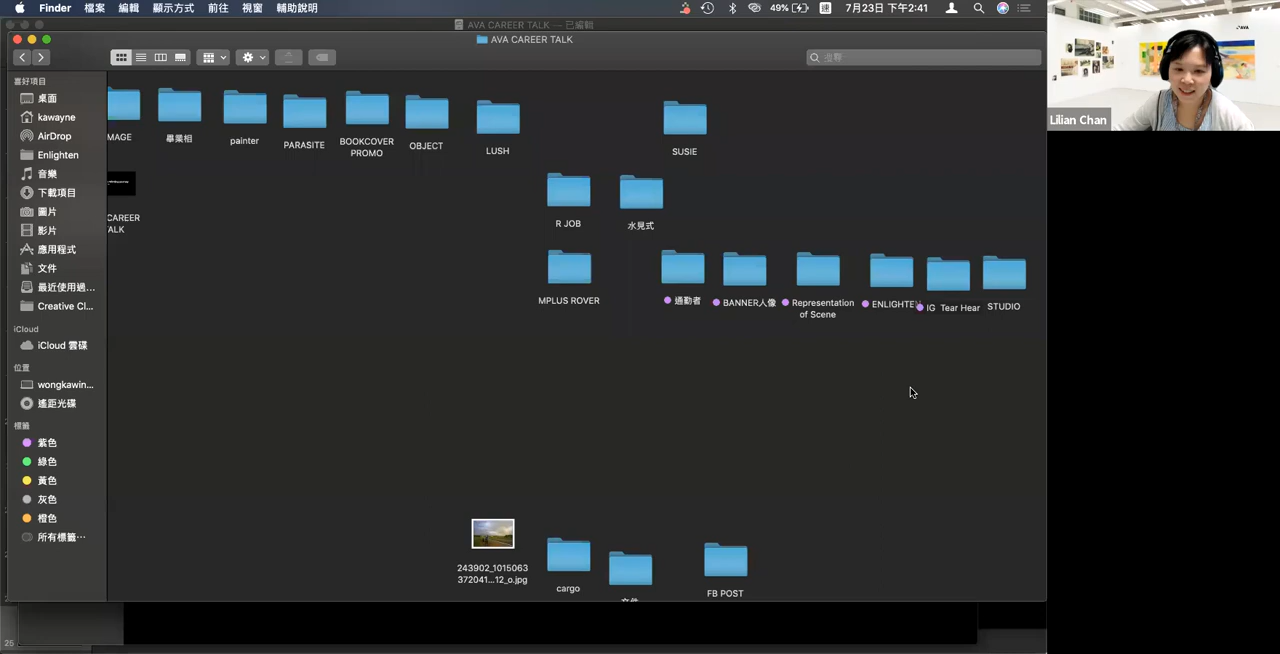 Finder 檔案 編輯 顯示方式 前往 視窗 輔助說明 49% 7月23日 下午2:41
AVA CAREER TALK — 已編輯
AVA CAREER TALK
搜尋
喜好項目
桌面
kawayne
AirDrop
Enlighten
音樂
下載項目
圖片
影片
應用程式
文件
最近使用過...
Creative Cl...
iCloud
iCloud 雲碟
位置
wongkawin...
遙距光碟
標籤
紫色
綠色
黃色
灰色
橙色
所有標籤...
MAGE
畢業相
painter
PARASITE
BOOKCOVER
PROMO
OBJECT
LUSH
SUSIE
CAREER
TALK
R JOB
水見式
MPLUS ROVER
通勤者
BANNER人像
Representation
of Scene
ENLIGHTEN
IG Tear Hear
STUDIO
243902_1015063
372041...12_o.jpg
cargo
文件
FB POST
25
AVA
Lilian Chan